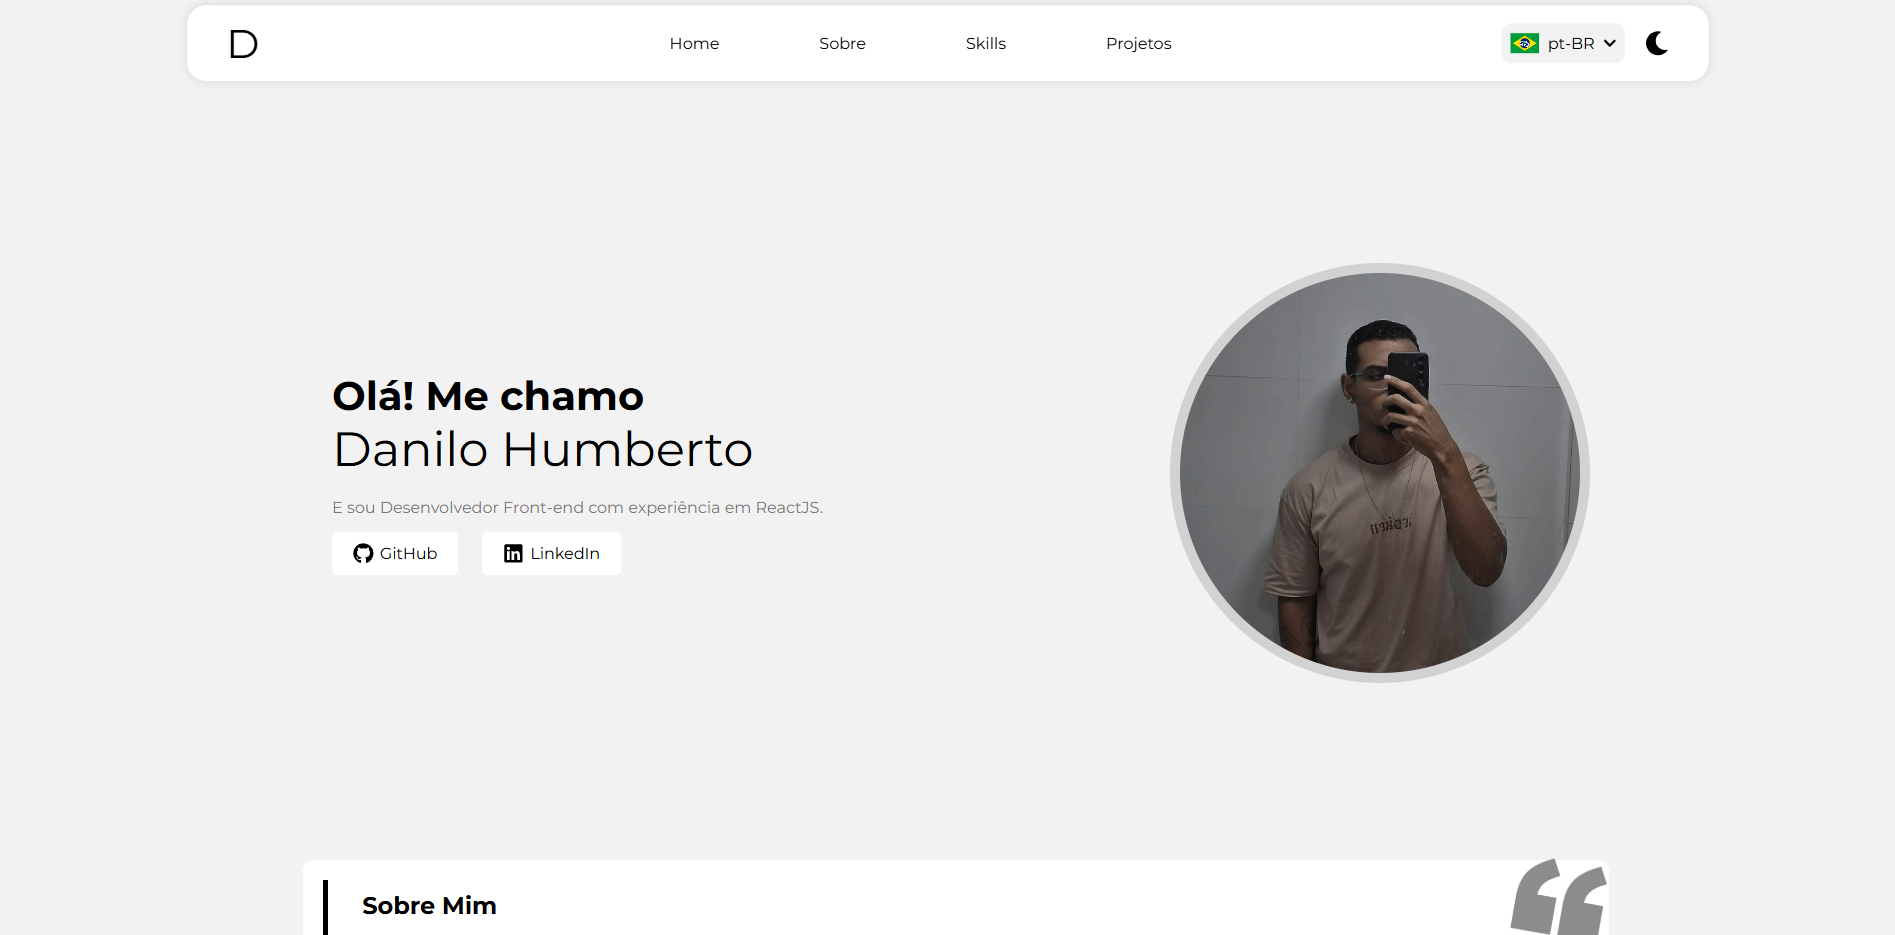 D
Home
Sobre
Skills
Projetos
pt-BR
Olá! Me chamo
Danilo Humberto
E sou Desenvolvedor Front-end com experiência em ReactJS.
GitHub
LinkedIn
Sobre Mim